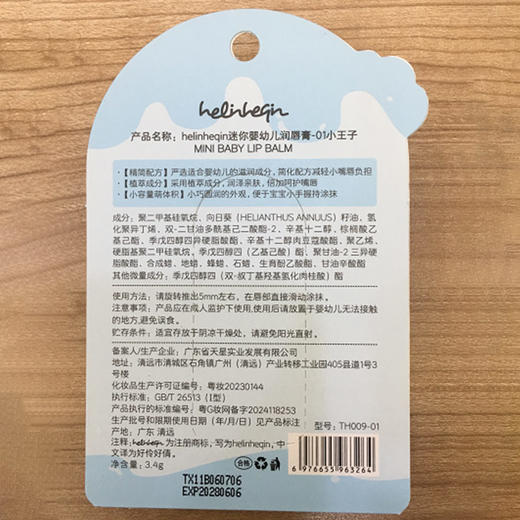 helinheqin
产品名称：helinheqin迷你婴幼儿润唇膏-01小王子
MINI BABY LIP BALM
·【精简配方】 严选适合婴幼儿的滋润成分，简化配方减轻小嘴唇负担
·【植萃成分】 采用植萃成分，润泽亲肤，倍加呵护嘴唇
·【小容量萌体积】 小巧圆润的外观，便于宝宝小手握持涂抹
成分：聚二甲基硅氧烷、向日葵（HELIANTHUS ANNUUS）籽油、氢
化聚异丁烯、双-二甘油多酰基己二酸酯-2 、辛基十二醇、棕榈酸乙
基己酯、季戊四醇四异硬脂酸酯、辛基十二醇肉豆蔻酸酯、聚乙烯、
硬脂基聚二甲基硅氧烷、季戊四醇四（乙基己酸）酯、聚甘油-2 三异硬
脂酸酯、合成蜡、地蜡、蜂蜡、石蜡、生育酚乙酸酯、甘油辛酸酯
其他微量成分：季戊四醇四（双-叔丁基羟基氢化肉桂酸）酯
使用方法：请旋转推出5mm左右，在唇部直接滑动涂抹。
注意事项：产品应在成人监护下使用,使用后请放置于婴幼儿无法接触
的地方,避免误食。
贮存条件：适宜存放于阴凉干燥处，请避免阳光直射。
备案人/生产企业：广东省天星实业发展有限公司
地址：清远市清城区石角镇广州（清远）产业转移工业园405县道1号3
号楼
化妆品生产许可证编号：粤妆20230144
执行标准：GB/T 26513（I型）
产品执行的标准编号：粤G妆网备字2024118253
生产批号和限期使用日期（年/月/日）见产品标注
产地：广东 清远
型号：TH009-01
注释：helinheqin为注册商标，写为helinheqin，中
文译为好伶好俩。
净含量：3.4g
合格
6 976655 963264
TX11B060706
EXP20280606